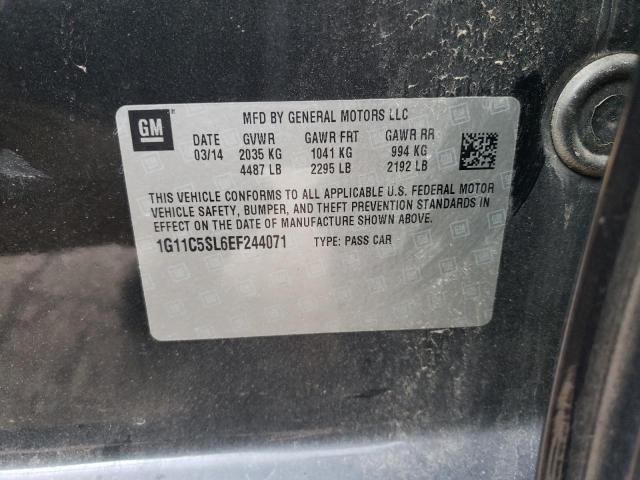 GM
MFD BY GENERAL MOTORS LLC
DATE GVWR GAWR FRT GAWR RR
03/14 2035 KG 1041 KG 994 KG
4487 LB 2295 LB 2192 LB
THIS VEHICLE CONFORMS TO ALL APPLICABLE U.S. FEDERAL MOTOR
VEHICLE SAFETY, BUMPER, AND THEFT PREVENTION STANDARDS IN
EFFECT ON THE DATE OF MANUFACTURE SHOWN ABOVE.
1G11C5SL6EF244071 TYPE: PASS CAR